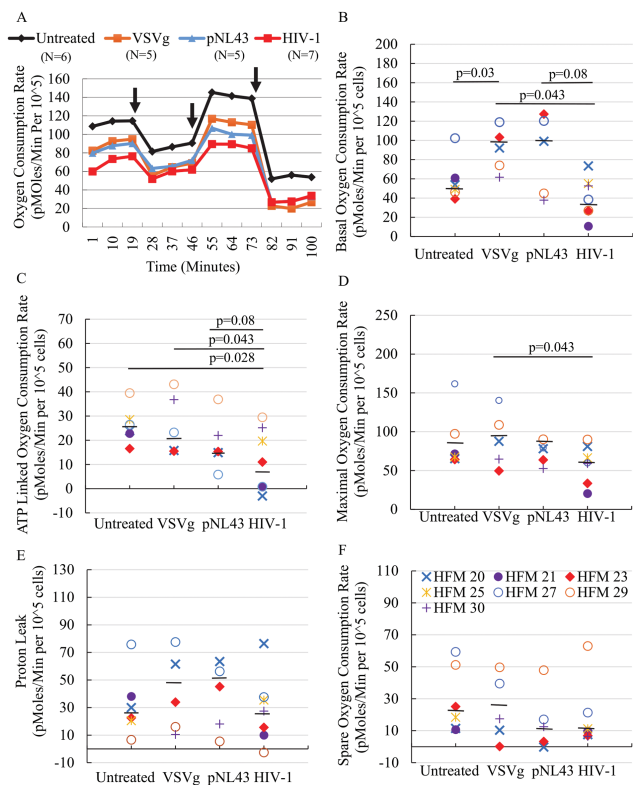 A
Untreated VSVg pNL43 HIV-1
(N=6) (N=5) (N=5) (N=7)
Oxygen Consumption Rate
(pMOles/Min Per 10^5)
160
140
120
100
80
60
40
20
0
1 10 19 28 37 46 55 64 73 82 91 100
Time (Minutes)
B
Basal Oxygen Consumption Rate
(pMoles/Min per 10^5 cells)
200
180
160
140
120
100
80
60
40
20
0
p=0.03 p=0.08
p=0.043
Untreated VSVg pNL43 HIV-1
C
ATP Linked Oxygen Consumption Rate
(pMoles/Min per 10^5 cells)
70
60
50
40
30
20
10
0
-10
p=0.08
p=0.043
p=0.028
Untreated VSVg pNL43 HIV-1
D
Maximal Oxygen Consumption Rate
(pMoles/Min per 10^5 cells)
250
200
150
100
50
0
p=0.043
Untreated VSVg pNL43 HIV-1
E
Proton Leak
(pMoles/Min per 10^5 cells)
130
110
90
70
50
30
10
-10
Untreated VSVg pNL43 HIV-1
F
Spare Oxygen Consumption Rate
(pMoles/Min per 10^5 cells)
110
90
70
50
30
10
-10
HFM 20 HFM 21 HFM 23
HFM 25 HFM 27 HFM 29
HFM 30
Untreated VSVg pNL43 HIV-1